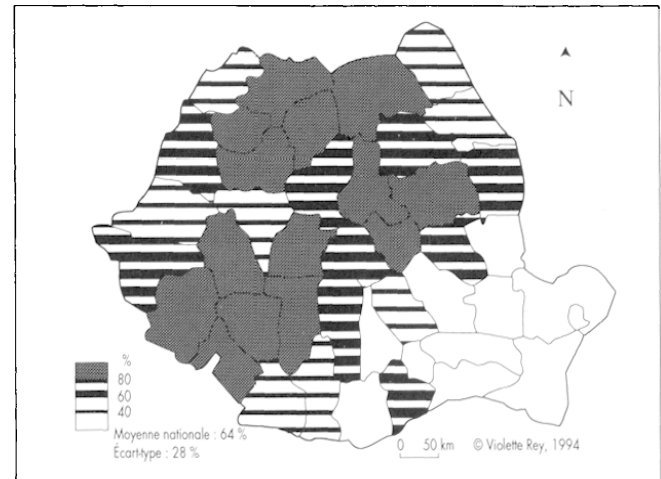 N
%
80
60
40
Moyenne nationale : 64 %
Écart-type : 28 %
0 50 km
© Violette Rey, 1994